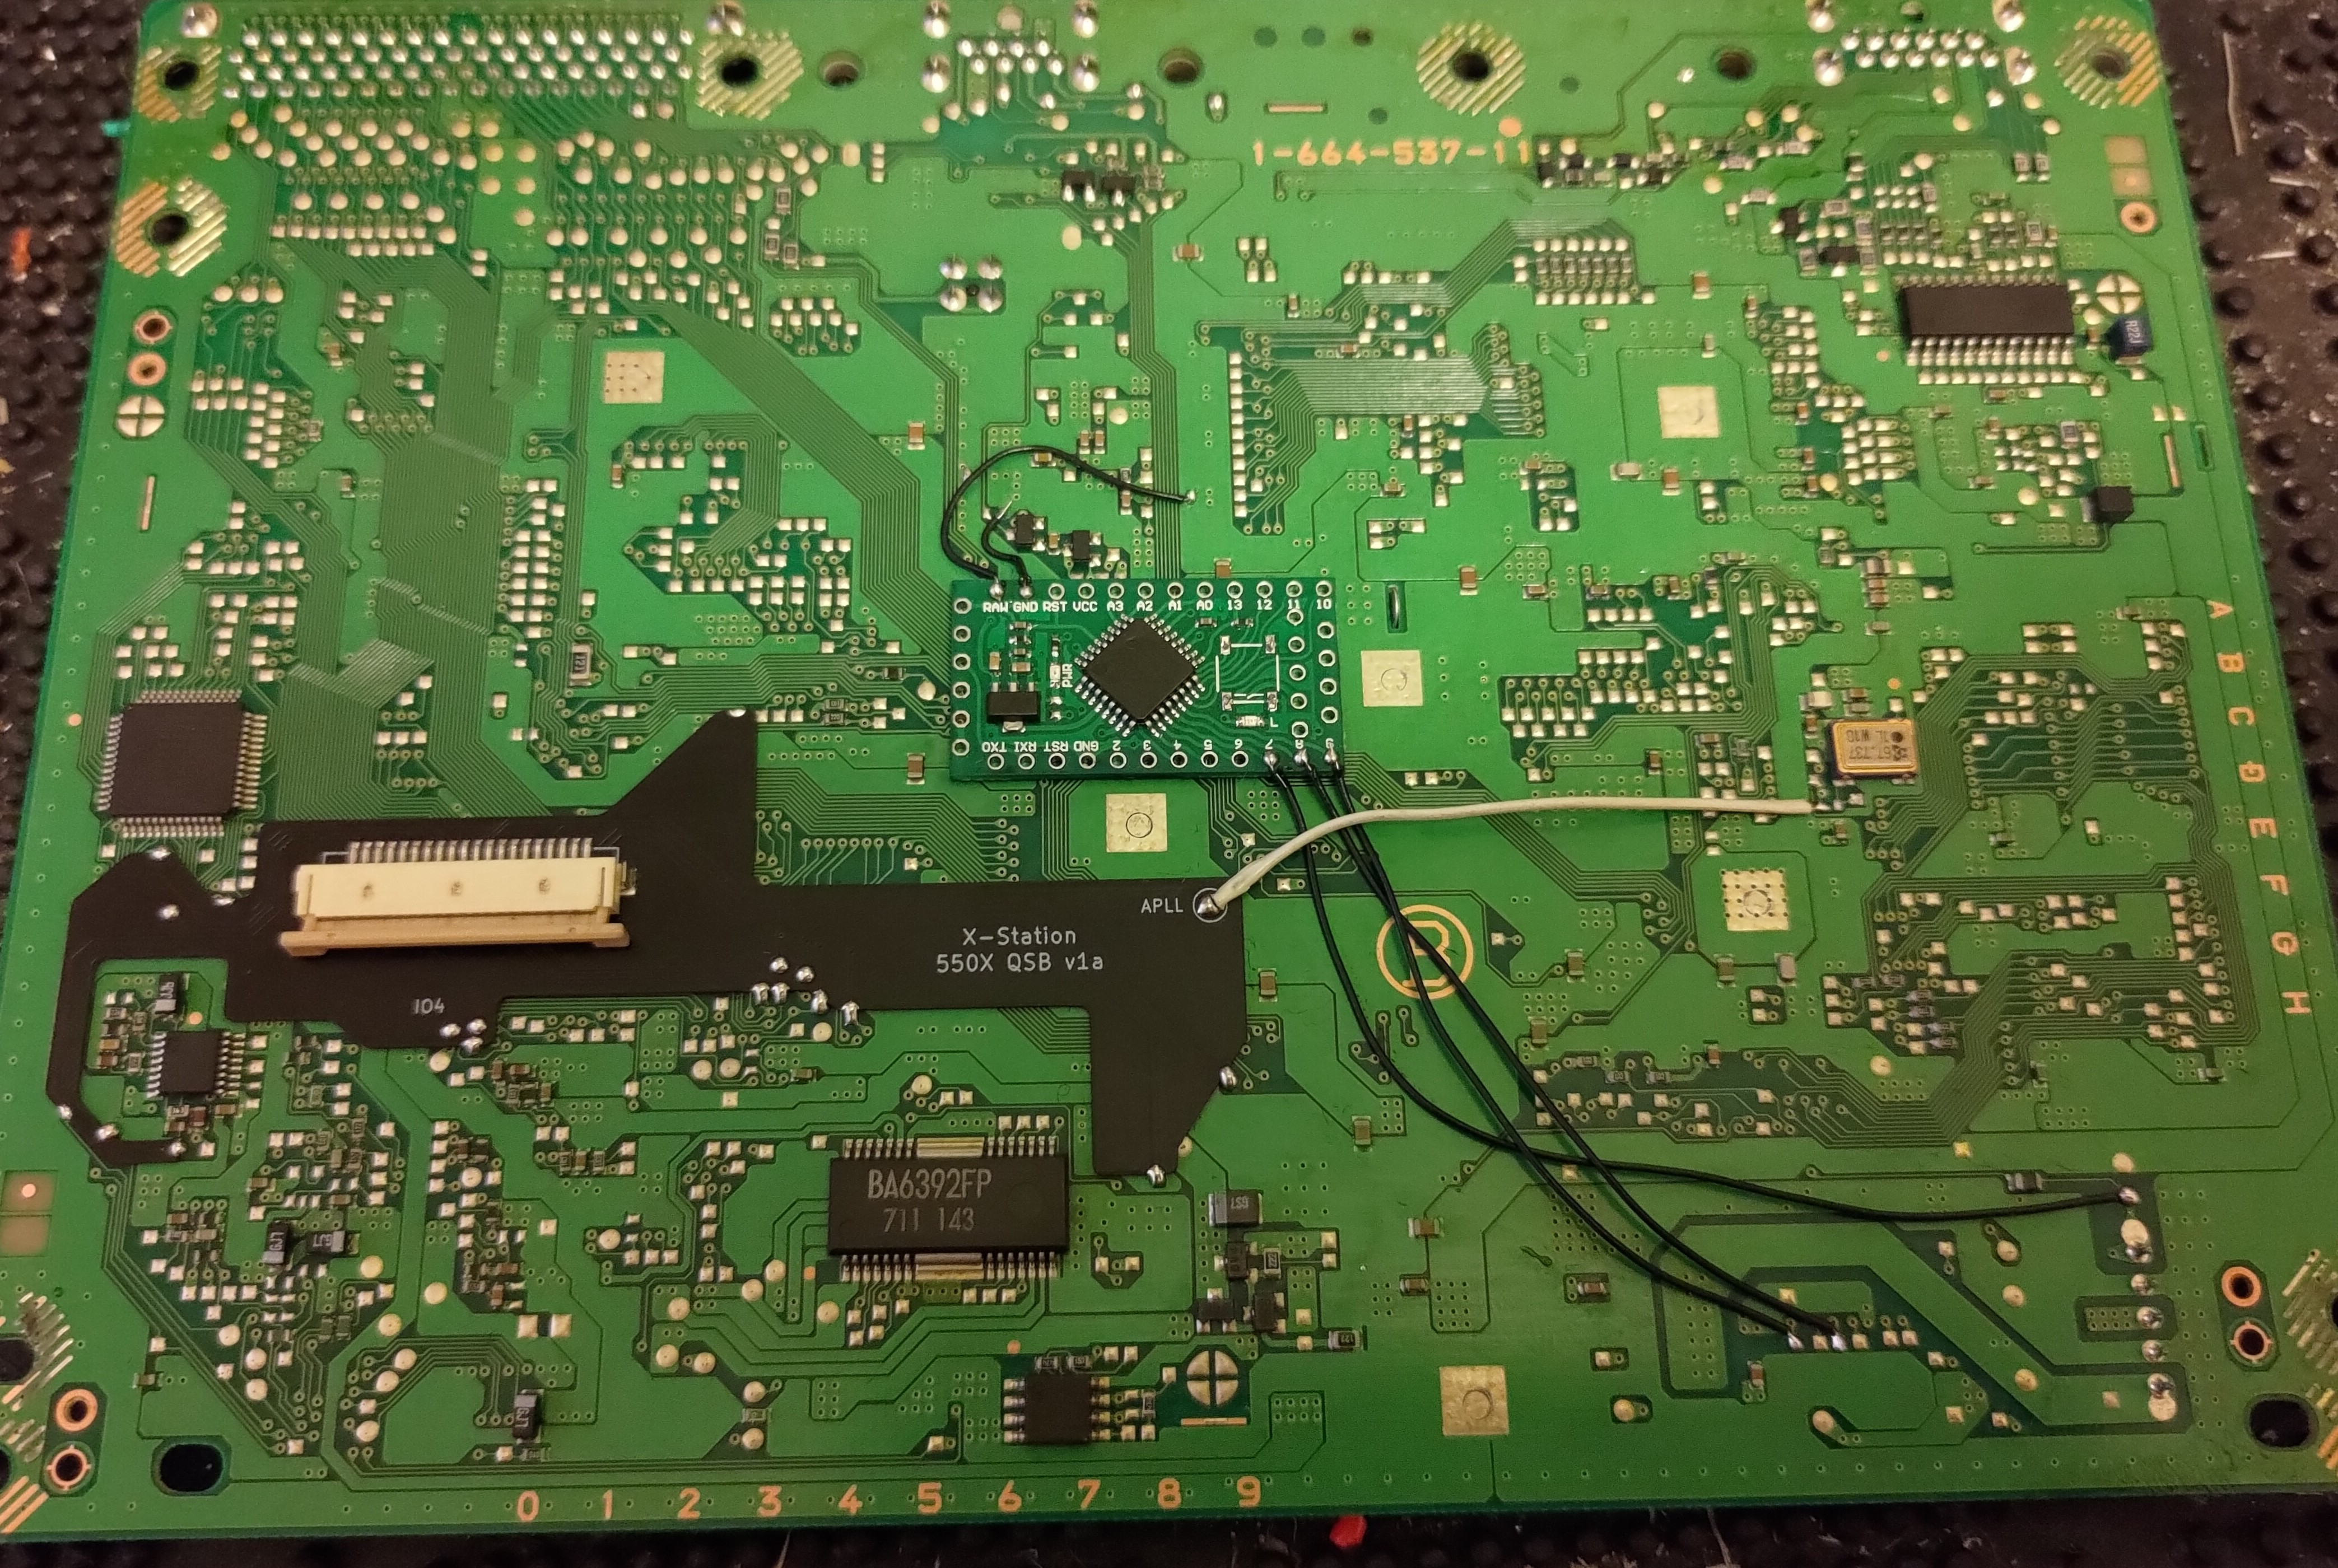 1-664-537-11
R22J
RAW GND RST VCC A3 A2 A1 A0 13 12 11 10
PWR
L
TXO RXI RST GND 2 3 4 5 6 7 8 9
A
B
C
D
E
F
G
H
APLL
X-Station
550X QSB v1a
IO4
B
BA6392FP
711 143
0 1 2 3 4 5 6 7 8 9